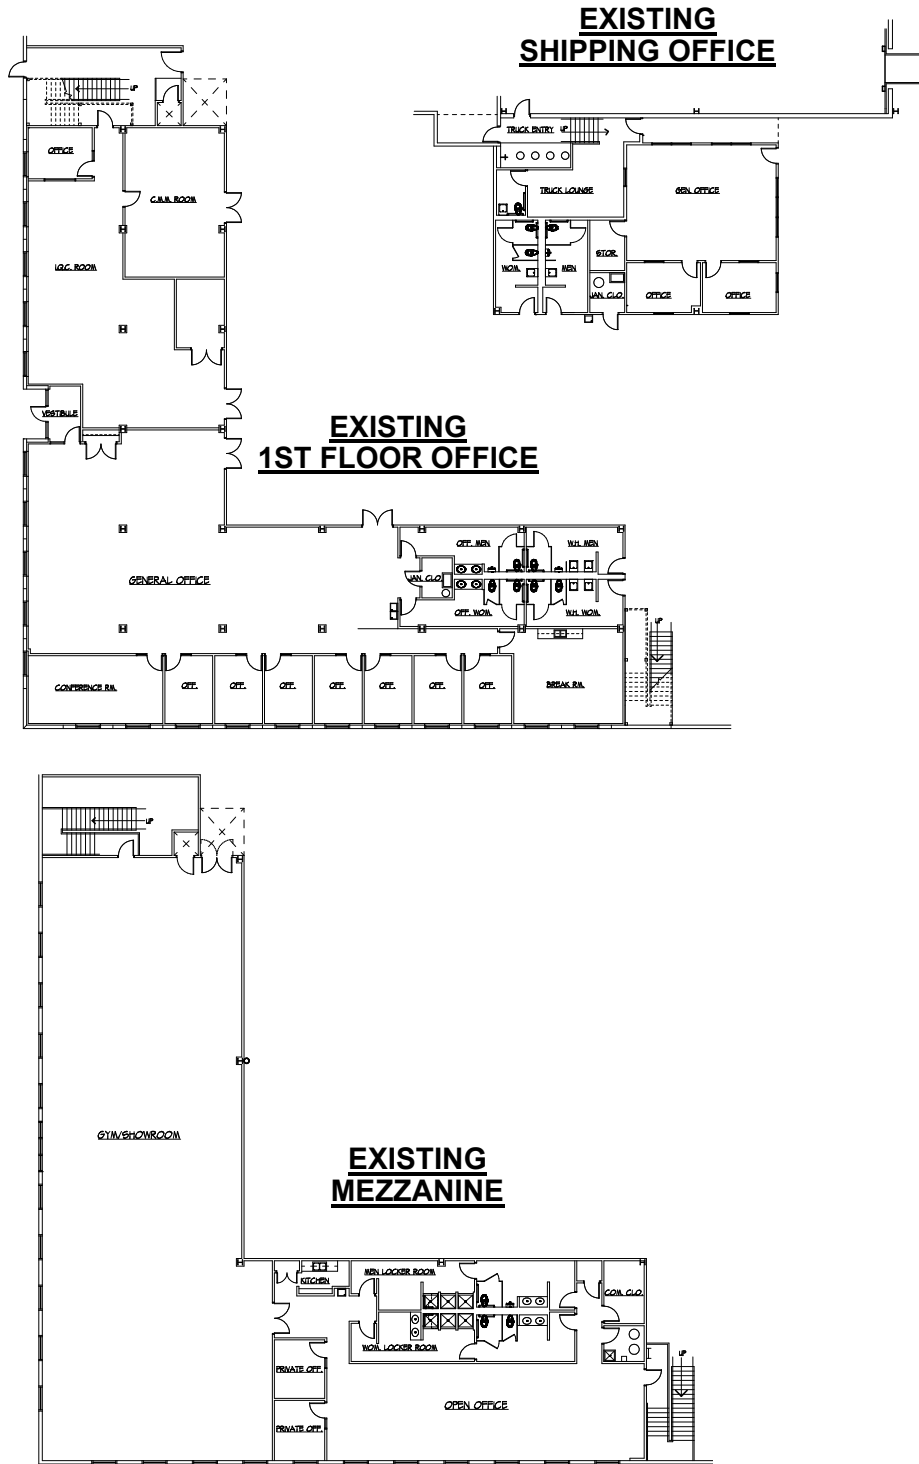 EXISTING
SHIPPING OFFICE
UP
TRUCK ENTRY
UP
OFFICE
C.M.M. ROOM
TRUCK LOUNGE
GEN. OFFICE
I.Q.C. ROOM
WOM.
MEN
STOR.
JAN. CLO.
OFFICE
OFFICE
VESTIBULE
EXISTING
1ST FLOOR OFFICE
OFF. MEN
W.H. MEN
GENERAL OFFICE
JAN. CLO.
OFF. WOM.
W.H. WOM.
UP
CONFERENCE RM.
OFF.
OFF.
OFF.
OFF.
OFF.
OFF.
OFF.
BREAK RM.
UP
GYM/SHOWROOM
EXISTING
MEZZANINE
KITCHEN
MEN LOCKER ROOM
COM. CLO.
WOM. LOCKER ROOM
UP
PRIVATE OFF.
OPEN OFFICE
PRIVATE OFF.